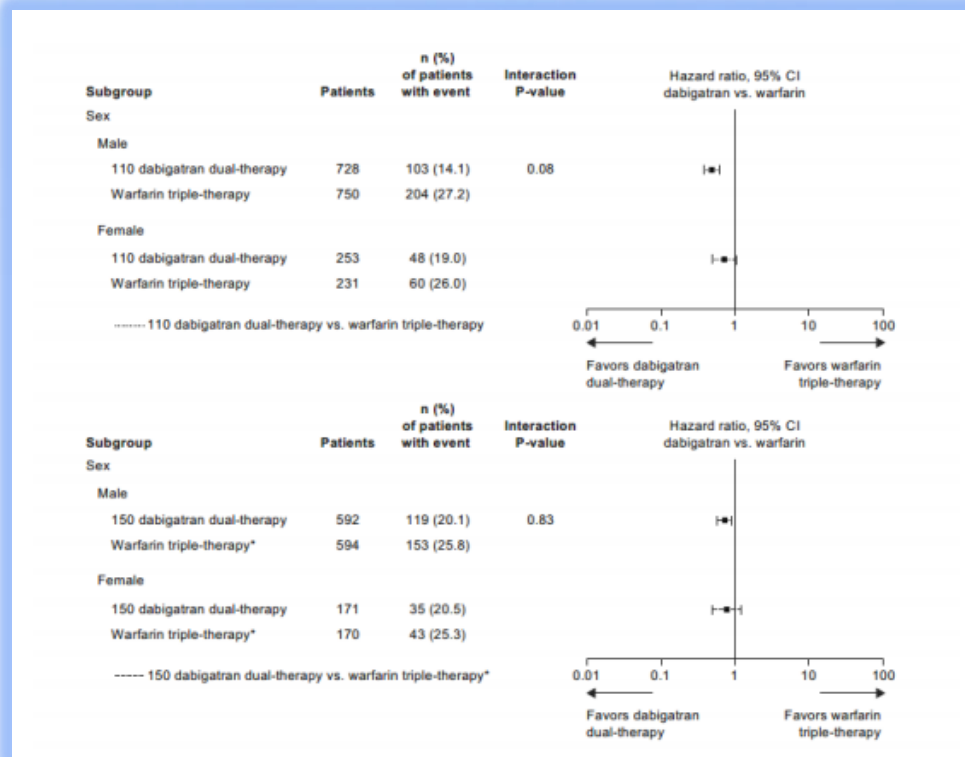 n (%)
of patients Interaction Hazard ratio, 95% CI
Subgroup Patients with event P-value dabigatran vs. warfarin
Sex
Male
110 dabigatran dual-therapy 728 103 (14.1) 0.08
Warfarin triple-therapy 750 204 (27.2)
Female
110 dabigatran dual-therapy 253 48 (19.0)
Warfarin triple-therapy 231 60 (26.0)
110 dabigatran dual-therapy vs. warfarin triple-therapy
0.01 0.1 1 10 100
Favors dabigatran Favors warfarin
dual-therapy triple-therapy
n (%)
of patients Interaction Hazard ratio, 95% CI
Subgroup Patients with event P-value dabigatran vs. warfarin
Sex
Male
150 dabigatran dual-therapy 592 119 (20.1) 0.83
Warfarin triple-therapy* 594 153 (25.8)
Female
150 dabigatran dual-therapy 171 35 (20.5)
Warfarin triple-therapy* 170 43 (25.3)
150 dabigatran dual-therapy vs. warfarin triple-therapy*
0.01 0.1 1 10 100
Favors dabigatran Favors warfarin
dual-therapy triple-therapy